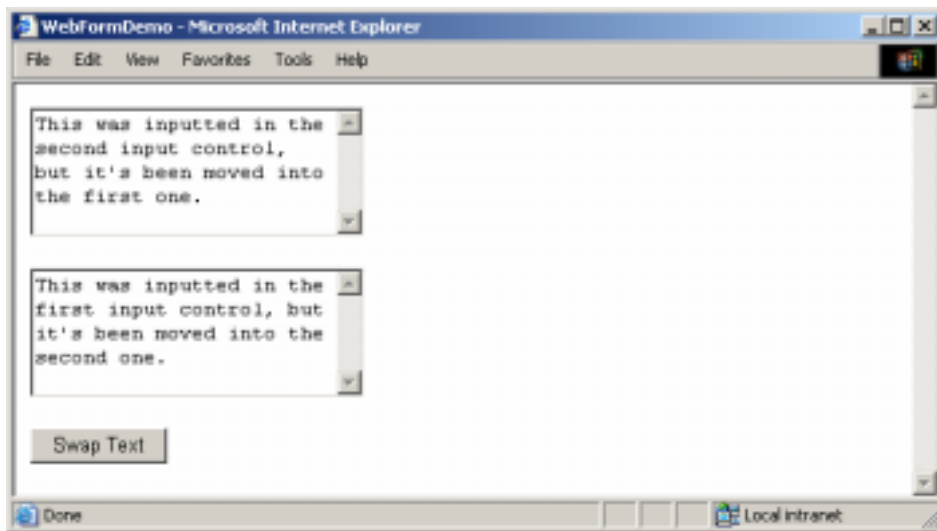 WebFormDemo - Microsoft Internet Explorer
File Edit View Favorites Tools Help
This was inputted in the
second input control,
but it's been moved into
the first one.
This was inputted in the
first input control, but
it's been moved into the
second one.
Swap Text
Done Local intranet